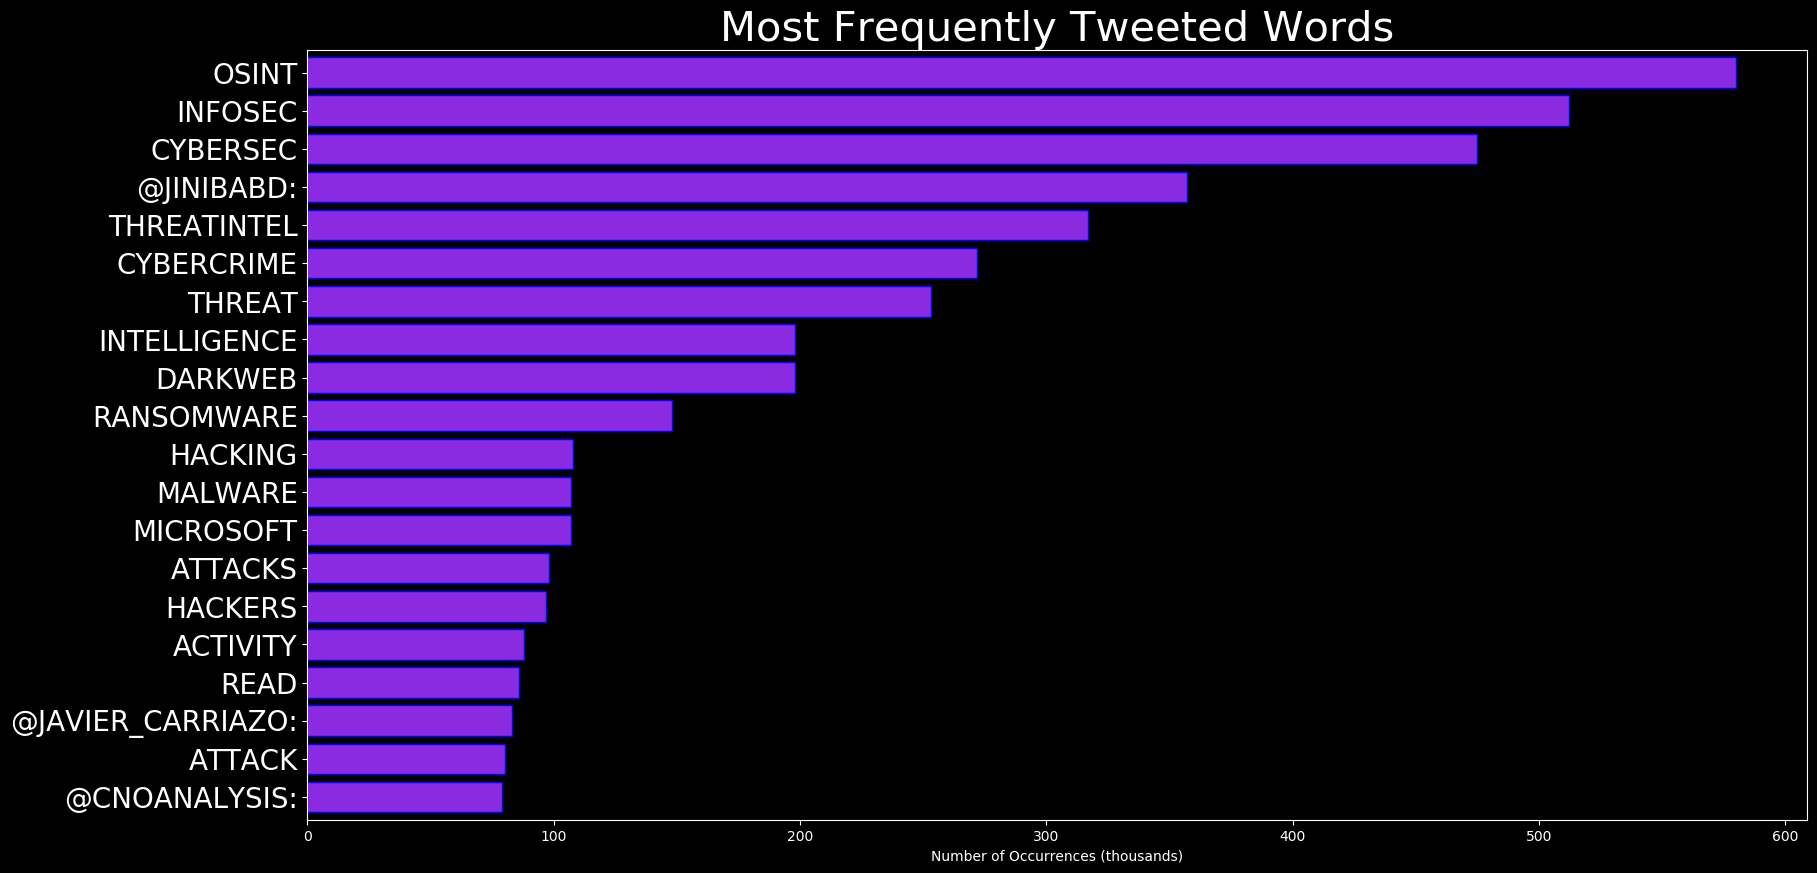 Most Frequently Tweeted Words
OSINT
INFOSEC
CYBERSEC
@JINIBABD:
THREATINTEL
CYBERCRIME
THREAT
INTELLIGENCE
DARKWEB
RANSOMWARE
HACKING
MALWARE
MICROSOFT
ATTACKS
HACKERS
ACTIVITY
READ
@JAVIER_CARRIAZO:
ATTACK
@CNOANALYSIS:
0 100 200 300 400 500 600
Number of Occurrences (thousands)